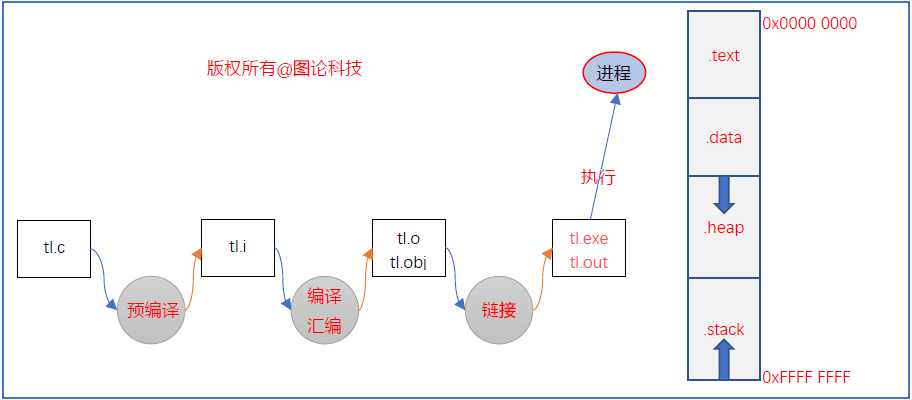 版权所有@图论科技
进程
执行
tl.c
tl.i
tl.o
tl.obj
tl.exe
tl.out
预编译
编译
汇编
链接
0x0000 0000
.text
.data
.heap
.stack
0xFFFF FFFF